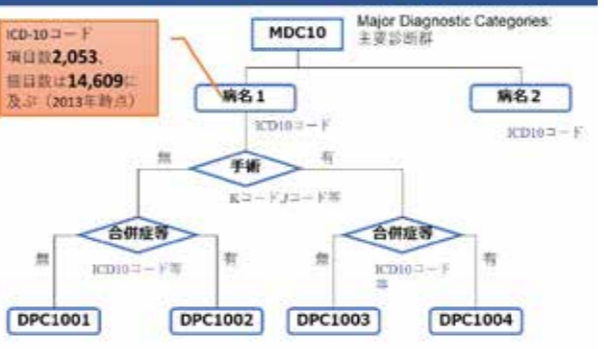 ICD-10コード
項目数2,053、
細目数は14,609に
及ぶ（2013年時点）
MDC10
Major Diagnostic Categories:
主要診断群
病名1
病名2
ICD10コード
ICD10コード
無
手術
有
Kコード,Jコード等
合併症等
合併症等
無
ICD10コード等
有
無
ICD10コード
等
有
DPC1001
DPC1002
DPC1003
DPC1004